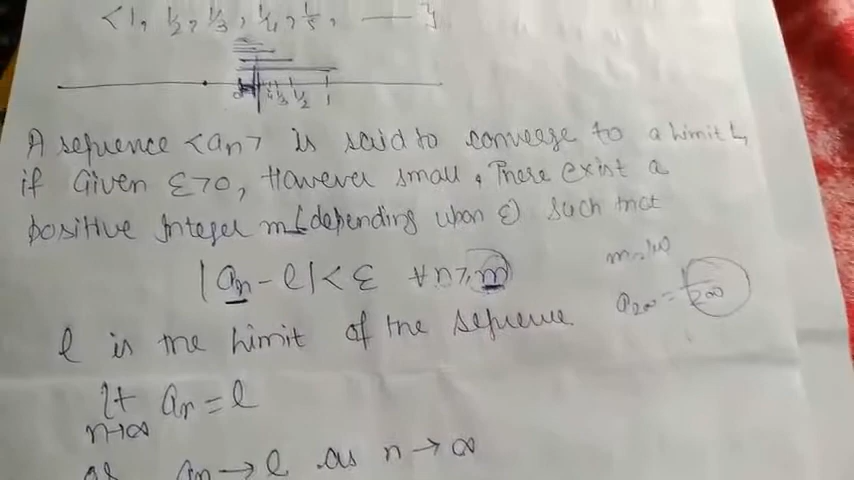 <1, 1/2, 1/3, 1/4, 1/5, —— }
1/3 1/2 1
A sequence <an> is said to converge to a limit l,
if Given ε>0, However small, There exist a
positive Integer m (depending upon ε) such that
|an - l| < ε ∀ n ≥ m
m = 100
a200 = 1/200
l is the limit of the sequence
lt an = l
n→∞
or an → l as n → ∞